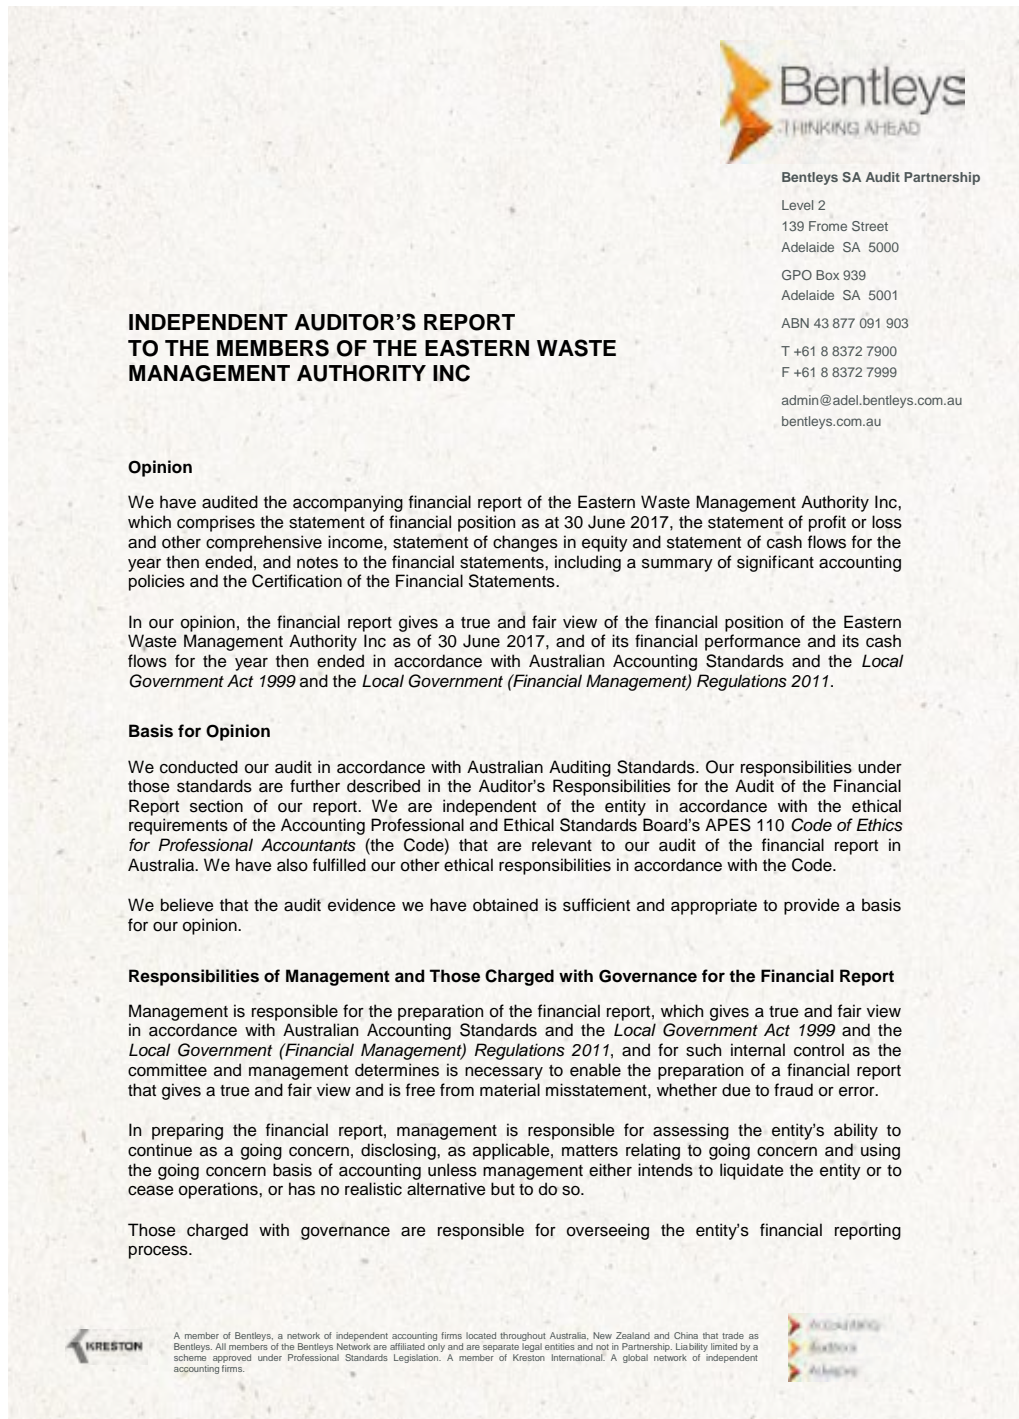 Bentleys
THINKING AHEAD
Bentleys SA Audit Partnership
Level 2
139 Frome Street
Adelaide SA 5000
GPO Box 939
Adelaide SA 5001
ABN 43 877 091 903
T +61 8 8372 7900
F +61 8 8372 7999
admin@adel.bentleys.com.au
bentleys.com.au
INDEPENDENT AUDITOR’S REPORT
TO THE MEMBERS OF THE EASTERN WASTE
MANAGEMENT AUTHORITY INC
Opinion
We have audited the accompanying financial report of the Eastern Waste Management Authority Inc,
which comprises the statement of financial position as at 30 June 2017, the statement of profit or loss
and other comprehensive income, statement of changes in equity and statement of cash flows for the
year then ended, and notes to the financial statements, including a summary of significant accounting
policies and the Certification of the Financial Statements.
In our opinion, the financial report gives a true and fair view of the financial position of the Eastern
Waste Management Authority Inc as of 30 June 2017, and of its financial performance and its cash
flows for the year then ended in accordance with Australian Accounting Standards and the Local
Government Act 1999 and the Local Government (Financial Management) Regulations 2011.
Basis for Opinion
We conducted our audit in accordance with Australian Auditing Standards. Our responsibilities under
those standards are further described in the Auditor’s Responsibilities for the Audit of the Financial
Report section of our report. We are independent of the entity in accordance with the ethical
requirements of the Accounting Professional and Ethical Standards Board’s APES 110 Code of Ethics
for Professional Accountants (the Code) that are relevant to our audit of the financial report in
Australia. We have also fulfilled our other ethical responsibilities in accordance with the Code.
We believe that the audit evidence we have obtained is sufficient and appropriate to provide a basis
for our opinion.
Responsibilities of Management and Those Charged with Governance for the Financial Report
Management is responsible for the preparation of the financial report, which gives a true and fair view
in accordance with Australian Accounting Standards and the Local Government Act 1999 and the
Local Government (Financial Management) Regulations 2011, and for such internal control as the
committee and management determines is necessary to enable the preparation of a financial report
that gives a true and fair view and is free from material misstatement, whether due to fraud or error.
In preparing the financial report, management is responsible for assessing the entity’s ability to
continue as a going concern, disclosing, as applicable, matters relating to going concern and using
the going concern basis of accounting unless management either intends to liquidate the entity or to
cease operations, or has no realistic alternative but to do so.
Those charged with governance are responsible for overseeing the entity’s financial reporting
process.
KRESTON
A member of Bentleys, a network of independent accounting firms located throughout Australia, New Zealand and China that trade as
Bentleys. All members of the Bentleys Network are affiliated only and are separate legal entities and not in Partnership. Liability limited by a
scheme approved under Professional Standards Legislation. A member of Kreston International. A global network of independent
accounting firms.
Accounting
Auditors
Advisors